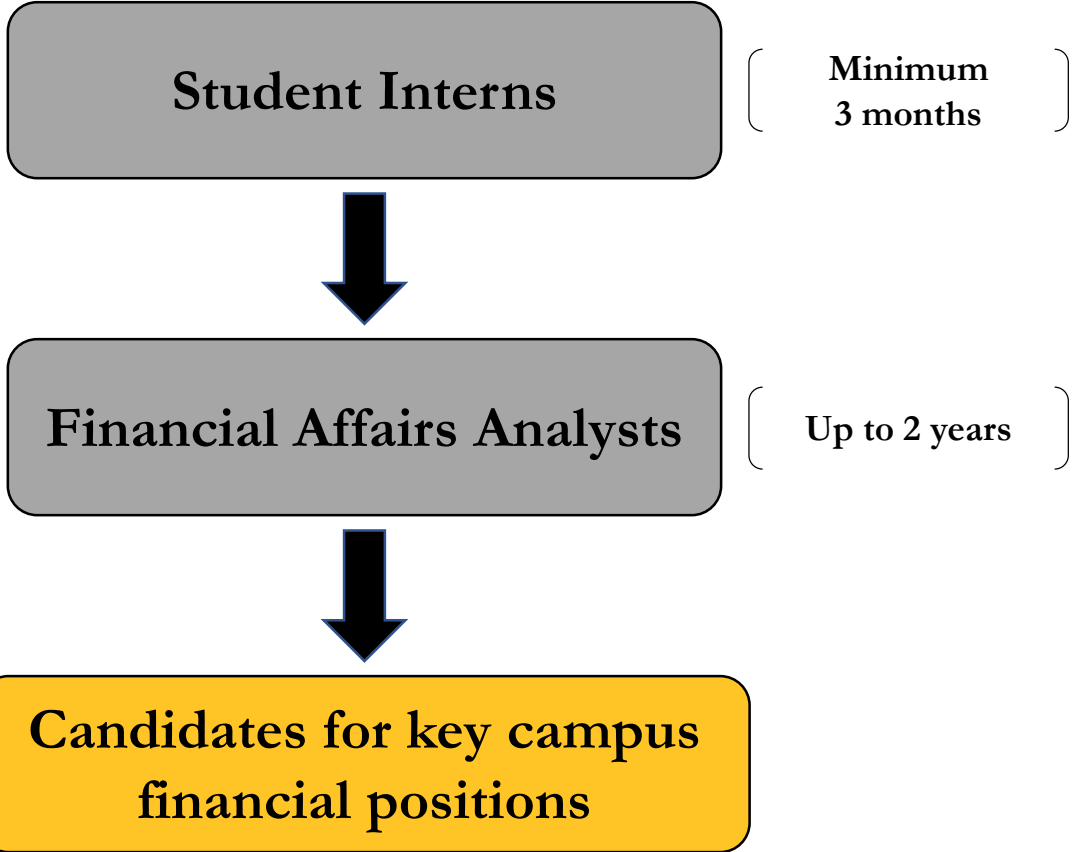 Student Interns
Minimum
3 months
Financial Affairs Analysts
Up to 2 years
Candidates for key campus
financial positions